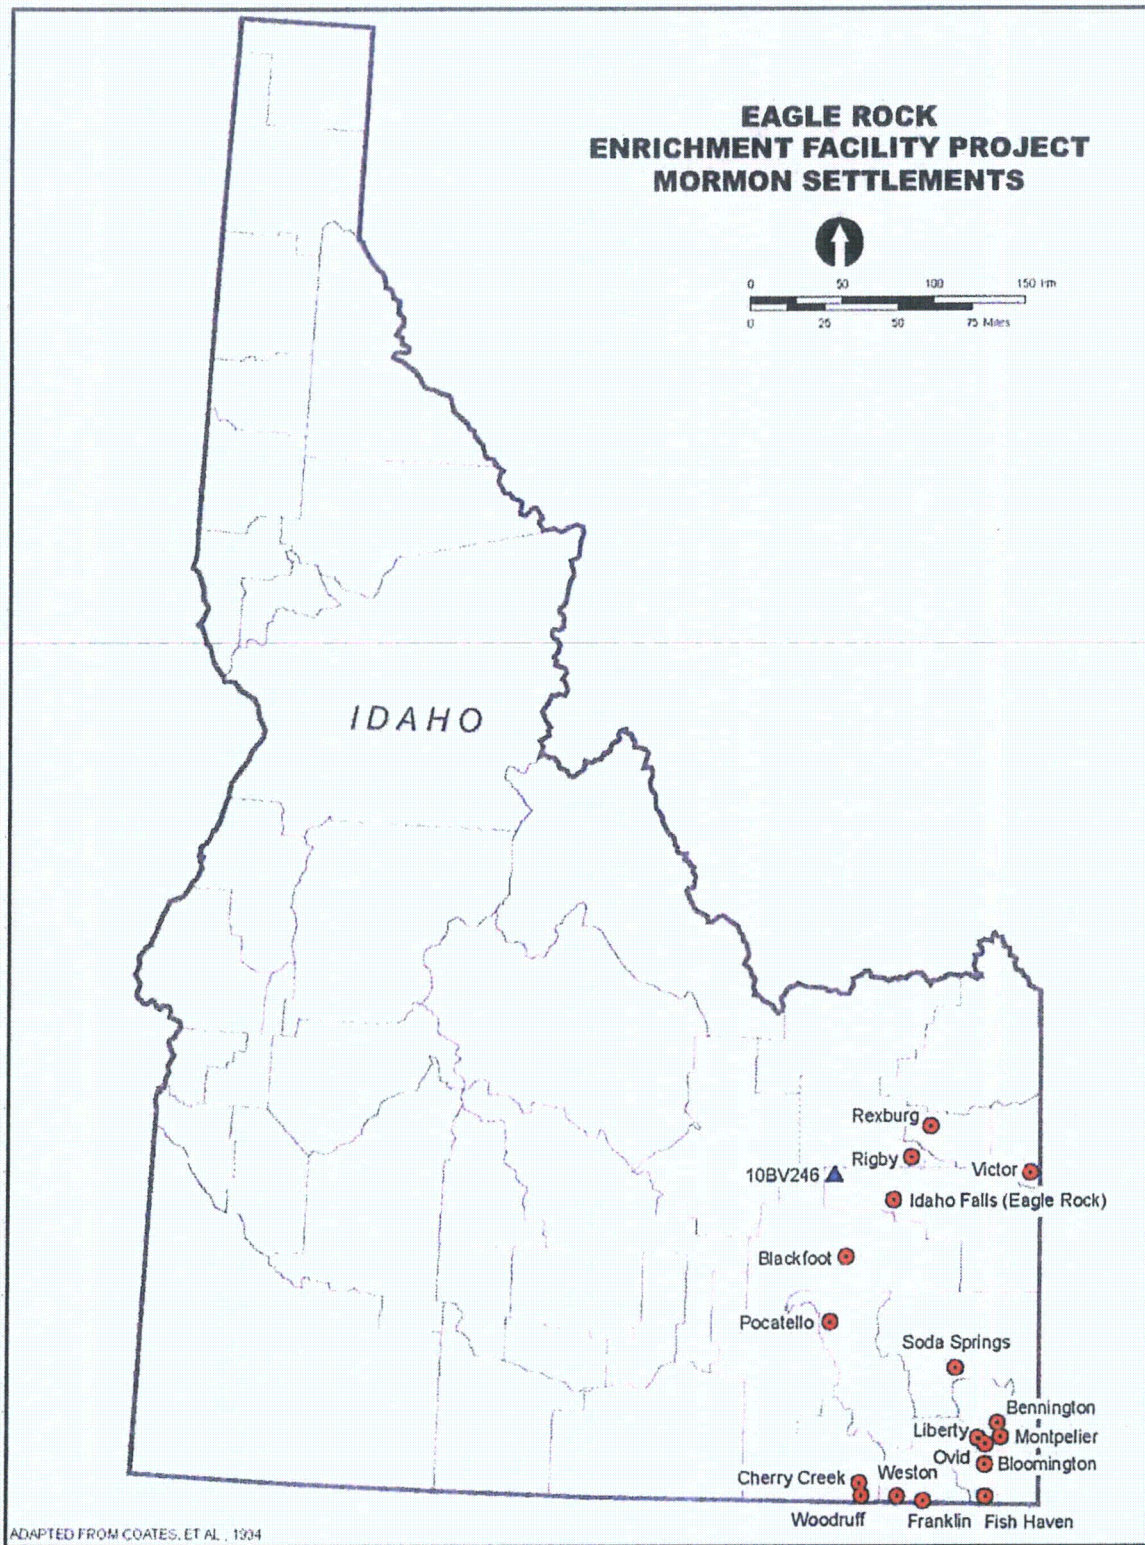 EAGLE ROCK
ENRICHMENT FACILITY PROJECT
MORMON SETTLEMENTS
0 50 100 150 Km
0 25 50 75 Miles
IDAHO
Rexburg
Rigby
10BV246
Victor
Idaho Falls (Eagle Rock)
Blackfoot
Pocatello
Soda Springs
Bennington
Liberty
Montpelier
Ovid
Bloomington
Cherry Creek
Weston
Woodruff
Franklin
Fish Haven
ADAPTED FROM COATES, ET AL., 1994